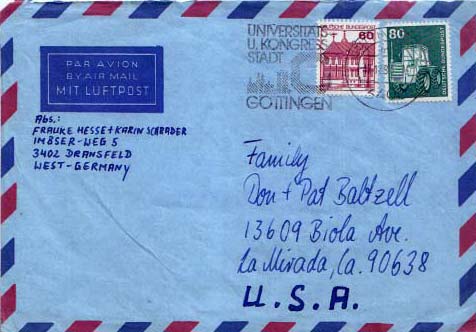 PAR AVION
BY AIR MAIL
MIT LUFTPOST
UNIVERSITÄTS
U. KONGRESS
STADT
GÖTTINGEN
60
DEUTSCHE BUNDESPOST
80
DEUTSCHE BUNDESPOST
Abs.:
FRAUKE HESSE + KARIN SCHRADER
IMBSER-WEG 5
3402 DRANSFELD
WEST-GERMANY
Family
Don + Pat Baltzell
13609 Biola Ave.
La Mirada, Ca. 90638
U.S.A.